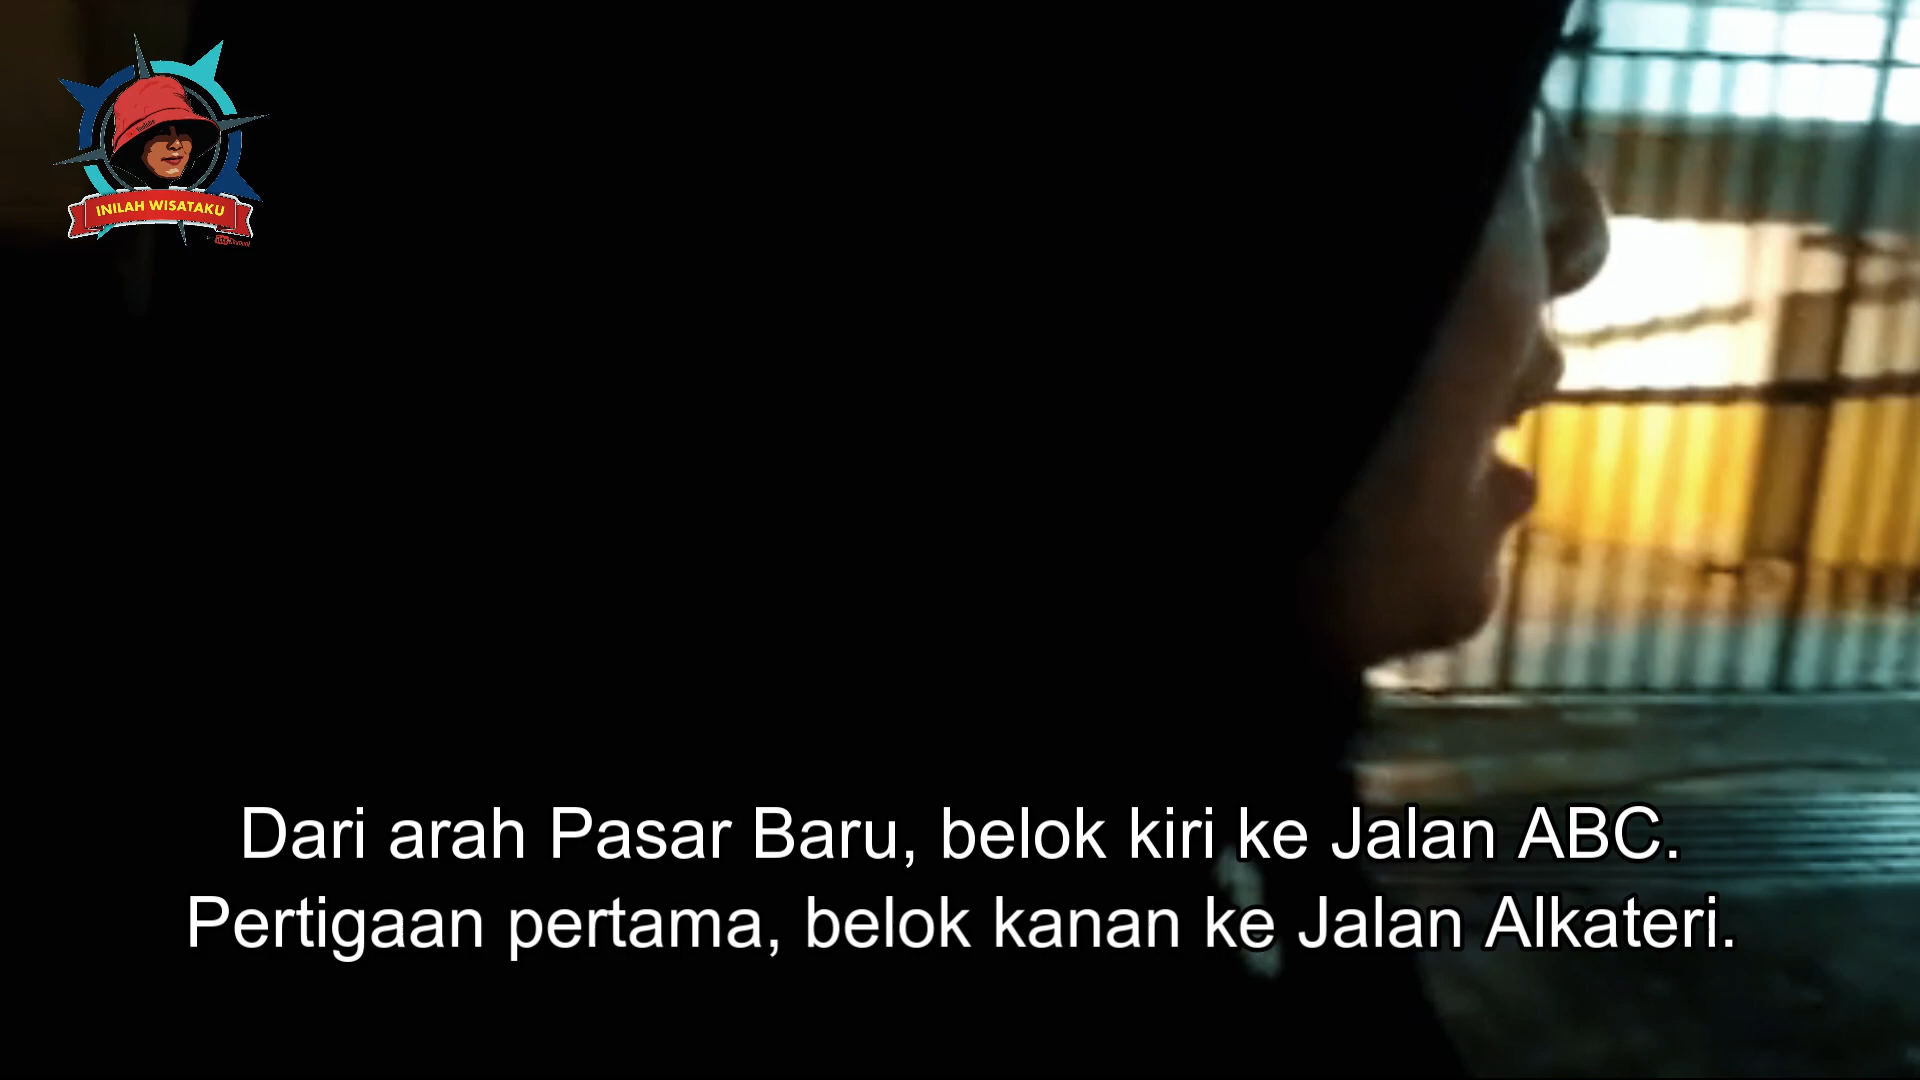 INILAH WISATAKU
Dari arah Pasar Baru, belok kiri ke Jalan ABC.
Pertigaan pertama, belok kanan ke Jalan Alkateri.